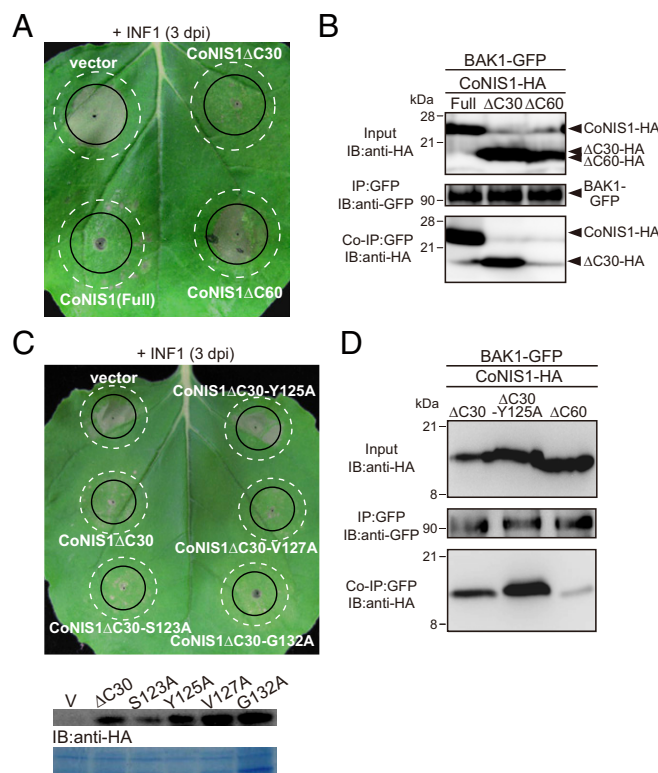 A
+ INF1 (3 dpi)
vector
CoNIS1ΔC30
CoNIS1(Full)
CoNIS1ΔC60
B
BAK1-GFP
CoNIS1-HA
kDa
Full ΔC30 ΔC60
28
21
Input
IB:anti-HA
CoNIS1-HA
ΔC30-HA
ΔC60-HA
IP:GFP
IB:anti-GFP
90
BAK1-
GFP
28
21
Co-IP:GFP
IB:anti-HA
CoNIS1-HA
ΔC30-HA
C
+ INF1 (3 dpi)
vector
CoNIS1ΔC30-Y125A
CoNIS1ΔC30
CoNIS1ΔC30-V127A
CoNIS1ΔC30-S123A
CoNIS1ΔC30-G132A
V ΔC30 S123A Y125A V127A G132A
IB:anti-HA
D
BAK1-GFP
CoNIS1-HA
kDa
ΔC30 ΔC30 ΔC60
-Y125A
21
Input
IB:anti-HA
8
IP:GFP
IB:anti-GFP
90
21
Co-IP:GFP
IB:anti-HA
8